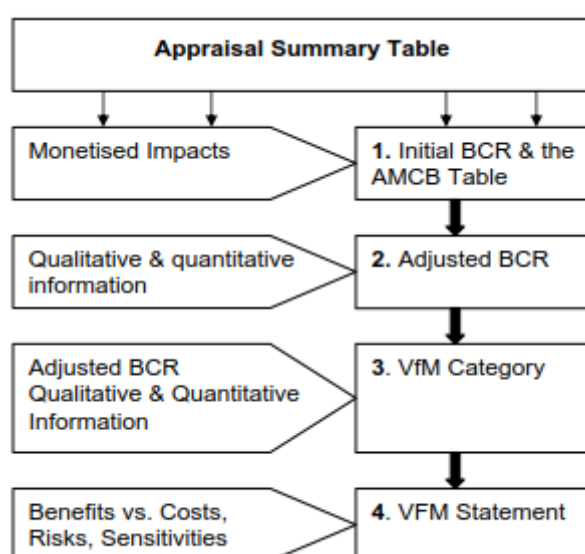 Appraisal Summary Table
Monetised Impacts
1. Initial BCR & the
AMCB Table
Qualitative & quantitative
information
2. Adjusted BCR
Adjusted BCR
Qualitative & Quantitative
Information
3. VfM Category
Benefits vs. Costs,
Risks, Sensitivities
4. VFM Statement